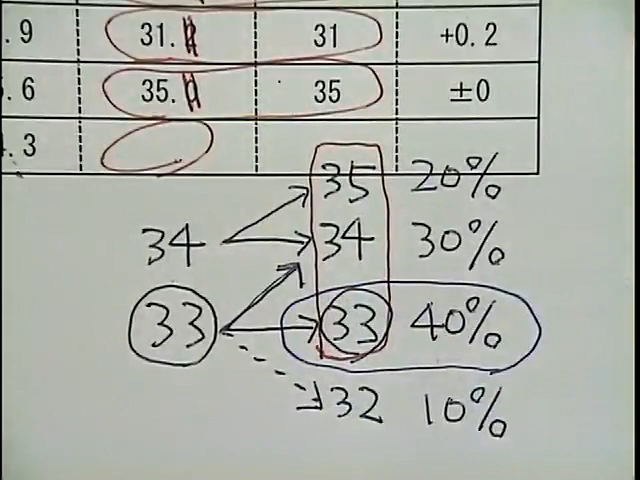 .9 31. 31 +0.2
.6 35. 35 ±0
.3
35 20%
34 34 30%
33 33 40%
32 10%